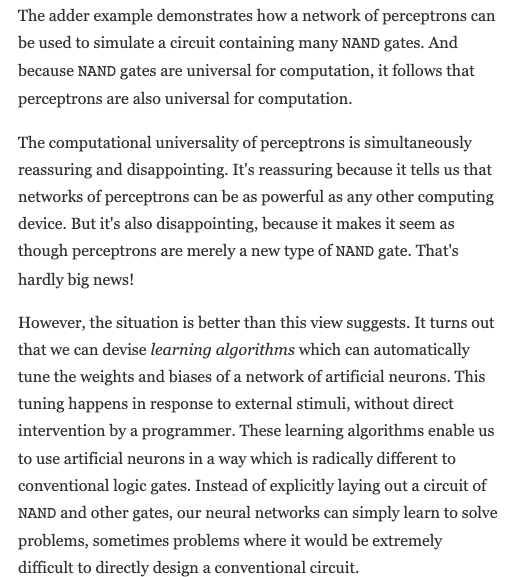 The adder example demonstrates how a network of perceptrons can
be used to simulate a circuit containing many NAND gates. And
because NAND gates are universal for computation, it follows that
perceptrons are also universal for computation.
The computational universality of perceptrons is simultaneously
reassuring and disappointing. It's reassuring because it tells us that
networks of perceptrons can be as powerful as any other computing
device. But it's also disappointing, because it makes it seem as
though perceptrons are merely a new type of NAND gate. That's
hardly big news!
However, the situation is better than this view suggests. It turns out
that we can devise learning algorithms which can automatically
tune the weights and biases of a network of artificial neurons. This
tuning happens in response to external stimuli, without direct
intervention by a programmer. These learning algorithms enable us
to use artificial neurons in a way which is radically different to
conventional logic gates. Instead of explicitly laying out a circuit of
NAND and other gates, our neural networks can simply learn to solve
problems, sometimes problems where it would be extremely
difficult to directly design a conventional circuit.